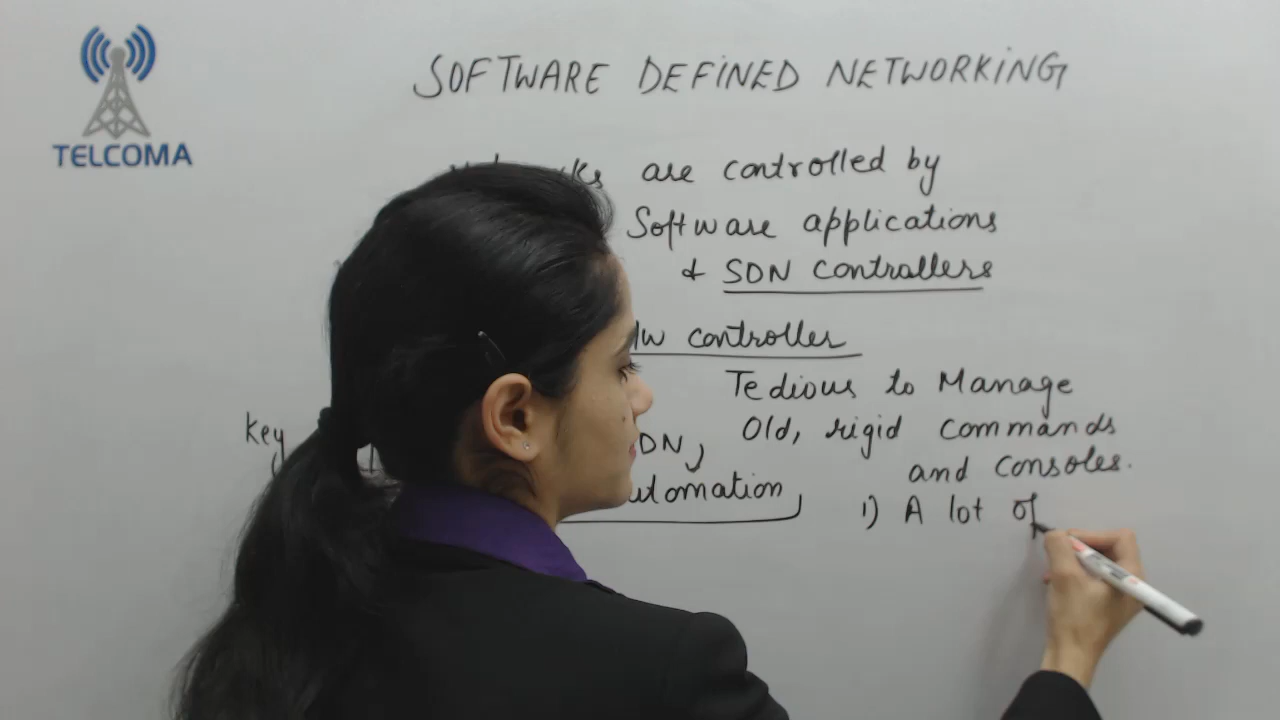 TELCOMA
SOFTWARE DEFINED NETWORKING
are controlled by
Software applications
& SDN controllers
controller
Tedious to Manage
Key
Old, rigid commands
and consoles.
1) A lot of